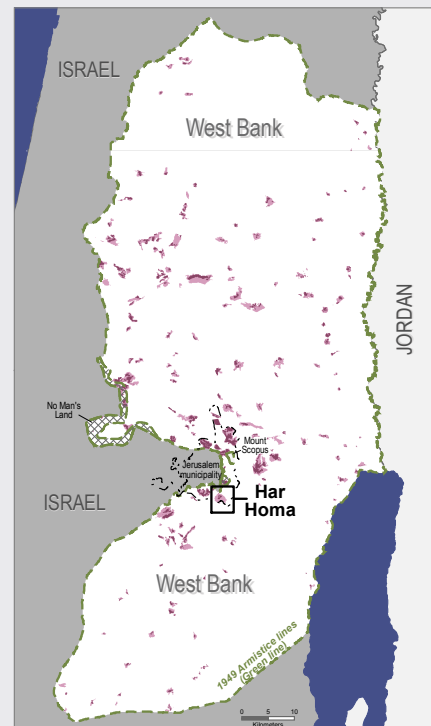 ISRAEL
West Bank
JORDAN
No Man's
Land
Mount
Scopus
Jerusalem
municipality
Har
Homa
ISRAEL
West Bank
1949 Armistice lines
(Green line)
0 5 10
Kilometers